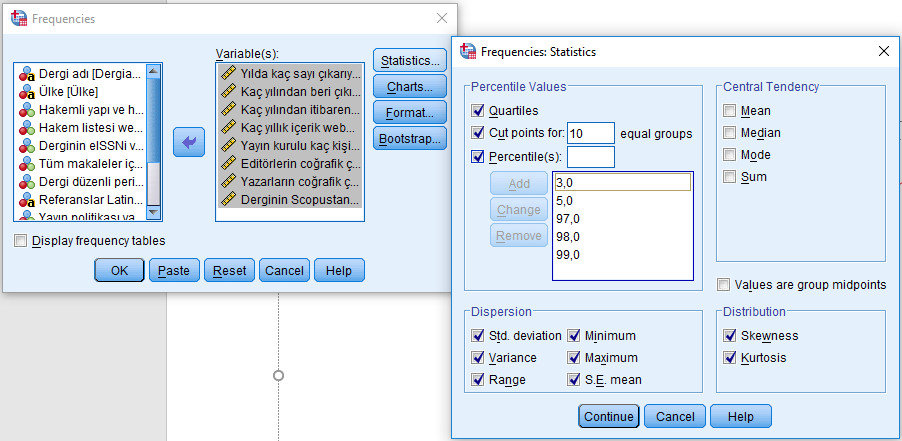 Frequencies
Variable(s):
Dergi adı [Dergia...
Ülke [Ülke]
Hakemli yapı ve h...
Hakem listesi we...
Derginin eISSNi v...
Tüm makaleler iç...
Dergi düzenli peri...
Referanslar Latin...
Yayın politikası va...
Yılda kaç sayı çıkarıy...
Kaç yılından beri çıkı...
Kaç yılından itibaren...
Kaç yıllık içerik web...
Yayın kurulu kaç kişi...
Editörlerin coğrafik ç...
Yazarların coğrafik ç...
Derginin Scopustan...
Statistics...
Charts...
Format...
Bootstrap...
Display frequency tables
OK Paste Reset Cancel Help
Frequencies: Statistics
Percentile Values
Quartiles
Cut points for: 10 equal groups
Percentile(s):
Add
Change
Remove
3,0
5,0
97,0
98,0
99,0
Central Tendency
Mean
Median
Mode
Sum
Values are group midpoints
Dispersion
Std. deviation Minimum
Variance Maximum
Range S.E. mean
Distribution
Skewness
Kurtosis
Continue Cancel Help